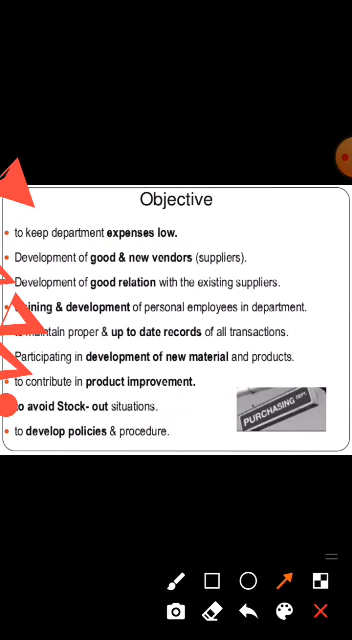 Objective
to keep department expenses low.
Development of good & new vendors (suppliers).
Development of good relation with the existing suppliers.
& development of personal employees in department.
proper & up to date records of all transactions.
Participating in development of new material and products.
to contribute in product improvement.
to avoid Stock- out situations.
to develop policies & procedure.
PURCHASING DEPT.